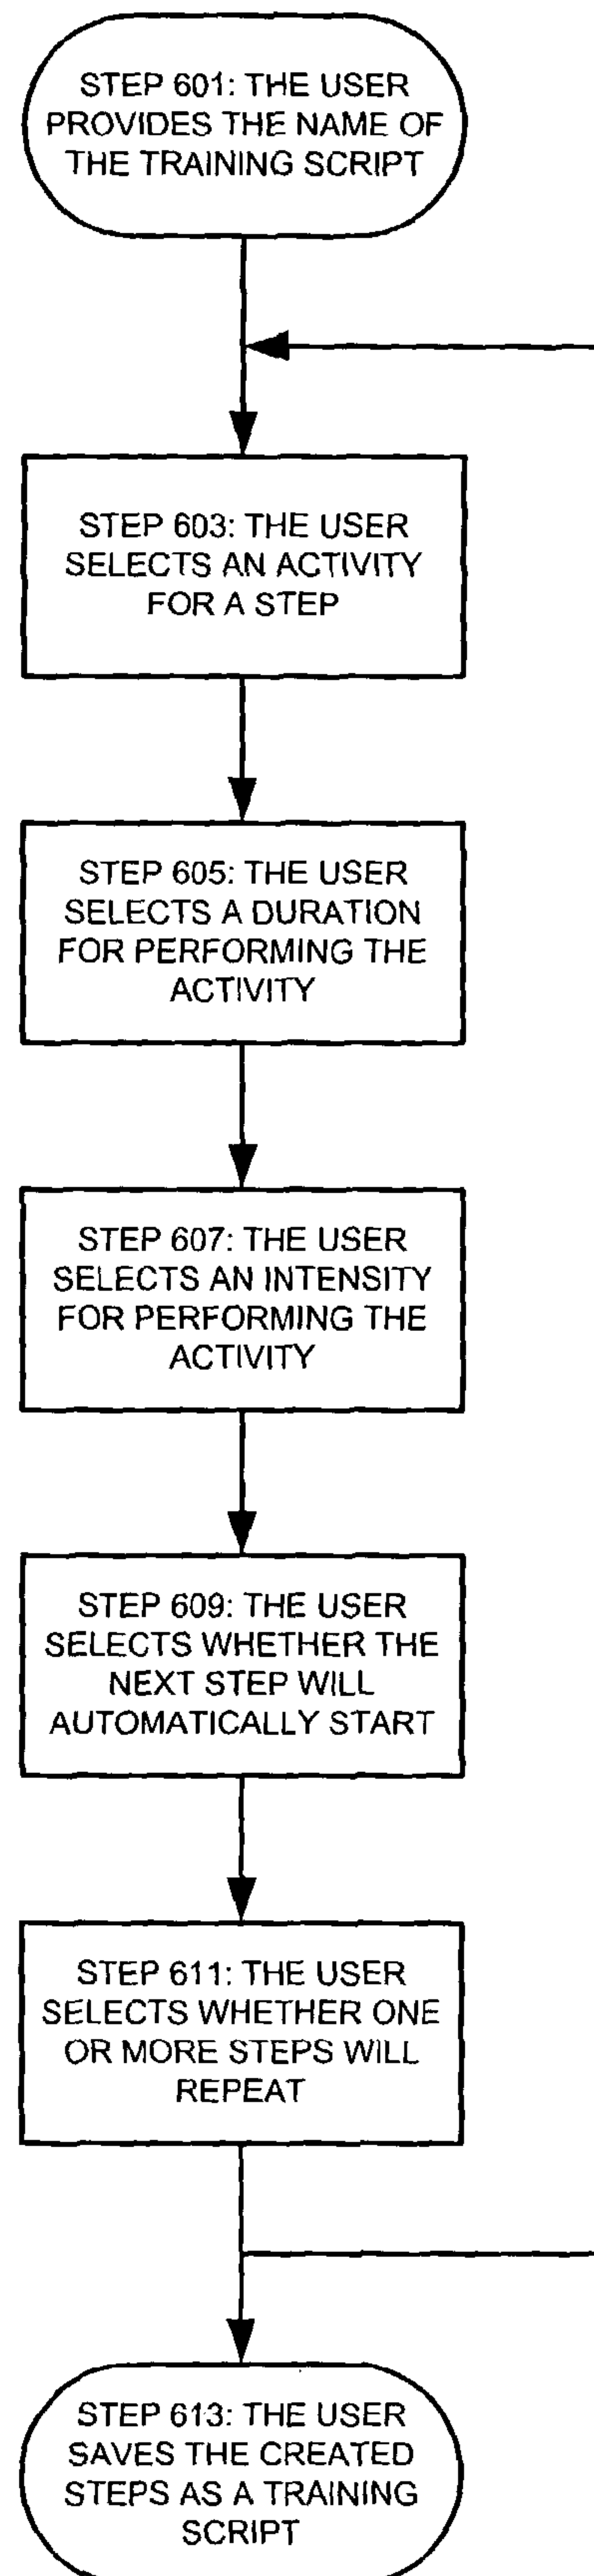 STEP 601: THE USER
PROVIDES THE NAME OF
THE TRAINING SCRIPT
STEP 603: THE USER
SELECTS AN ACTIVITY
FOR A STEP
STEP 605: THE USER
SELECTS A DURATION
FOR PERFORMING THE
ACTIVITY
STEP 607: THE USER
SELECTS AN INTENSITY
FOR PERFORMING THE
ACTIVITY
STEP 609: THE USER
SELECTS WHETHER THE
NEXT STEP WILL
AUTOMATICALLY START
STEP 611: THE USER
SELECTS WHETHER ONE
OR MORE STEPS WILL
REPEAT
STEP 613: THE USER
SAVES THE CREATED
STEPS AS A TRAINING
SCRIPT